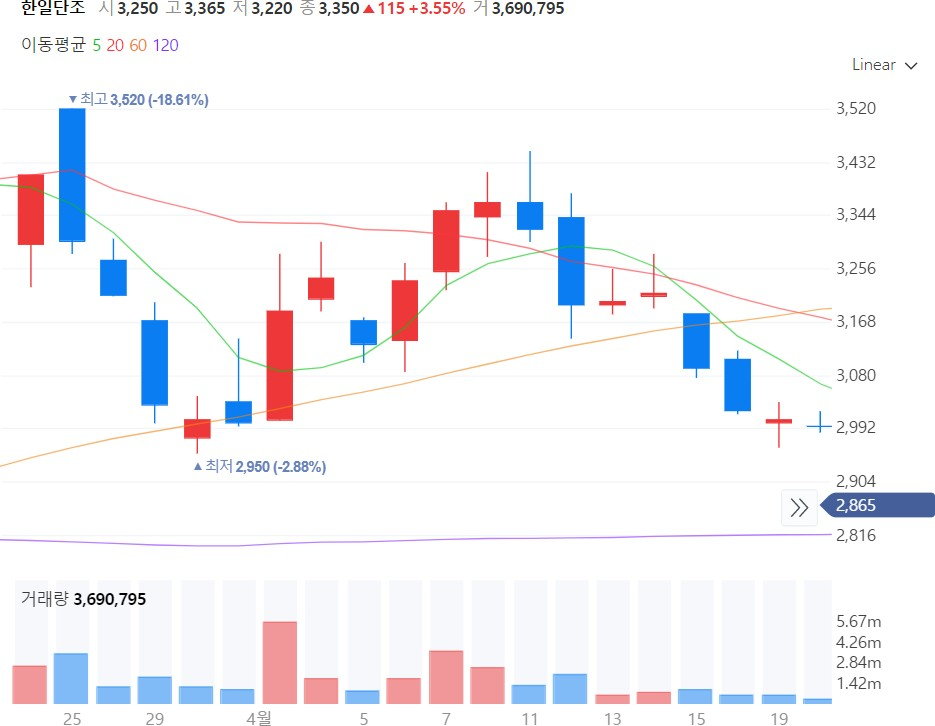 한일단조 시 3,250 고 3,365 저 3,220 종 3,350 ▲ 115 +3.55% 거 3,690,795
이동평균 5 20 60 120
Linear
▼최고 3,520 (-18.61%)
3,520
3,432
3,344
3,256
3,168
3,080
2,992
▲최저 2,950 (-2.88%)
2,904
2,865
2,816
거래량 3,690,795
5.67m
4.26m
2.84m
1.42m
25 29 4월 5 7 11 13 15 19